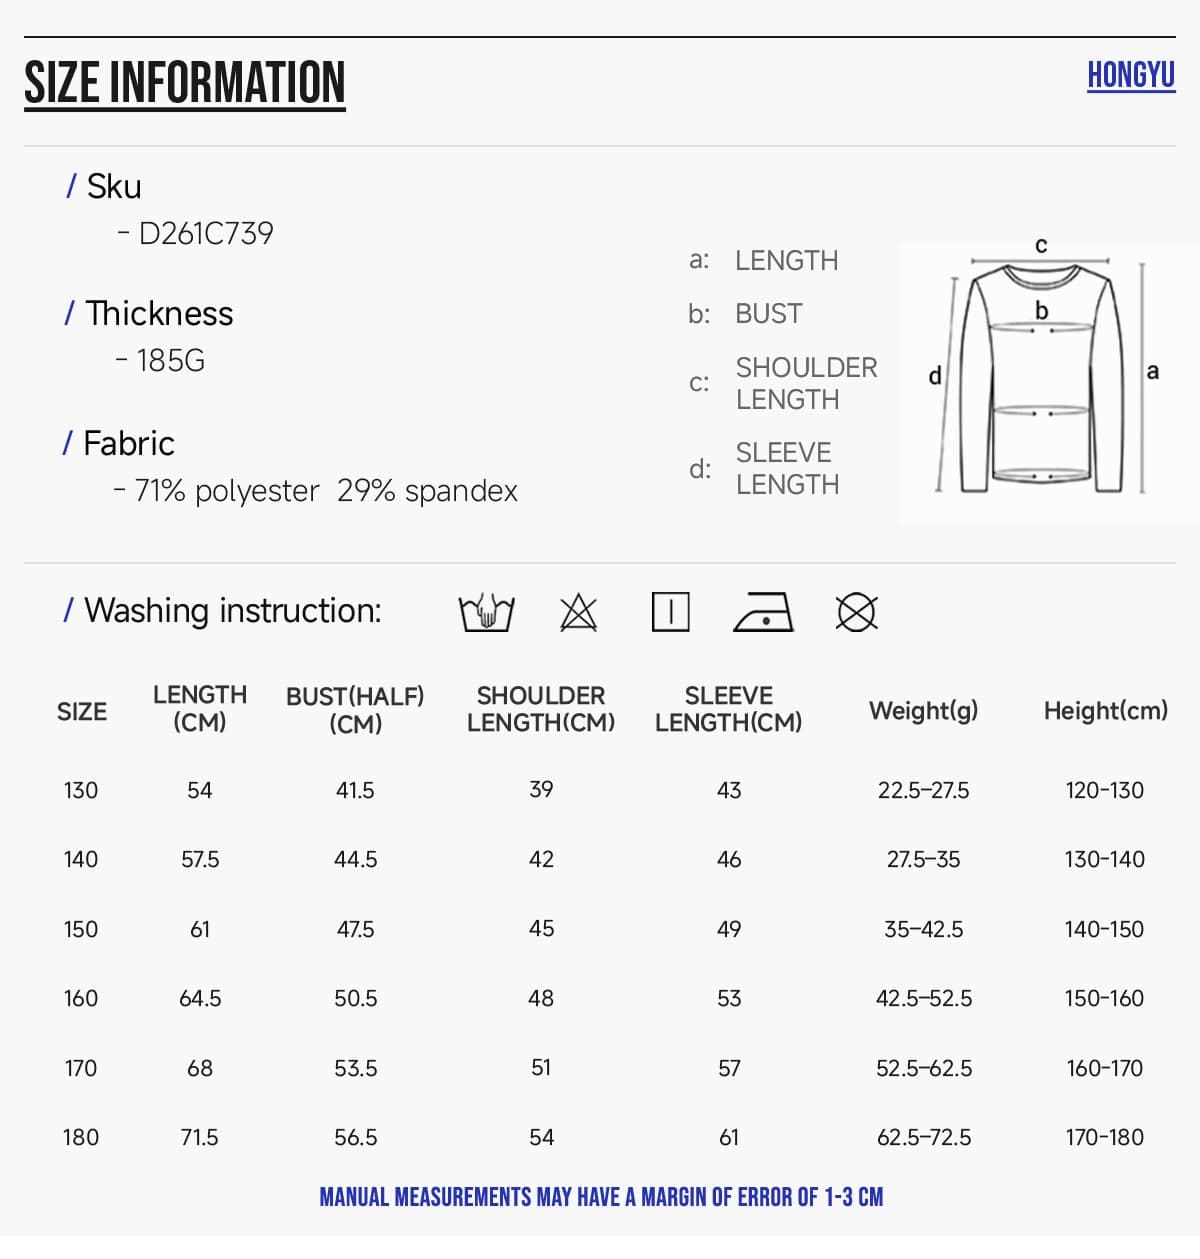 SIZE INFORMATION
HONGYU
/ Sku
- D261C739
/ Thickness
- 185G
/ Fabric
- 71% polyester 29% spandex
a: LENGTH
b: BUST
c: SHOULDER
LENGTH
d: SLEEVE
LENGTH
c
b
d
a
/ Washing instruction:
SIZE LENGTH (CM) BUST(HALF) (CM) SHOULDER LENGTH(CM) SLEEVE LENGTH(CM) Weight(g) Height(cm)
130 54 41.5 39 43 22.5–27.5 120-130
140 57.5 44.5 42 46 27.5–35 130-140
150 61 47.5 45 49 35–42.5 140-150
160 64.5 50.5 48 53 42.5–52.5 150-160
170 68 53.5 51 57 52.5–62.5 160-170
180 71.5 56.5 54 61 62.5–72.5 170-180
MANUAL MEASUREMENTS MAY HAVE A MARGIN OF ERROR OF 1-3 CM